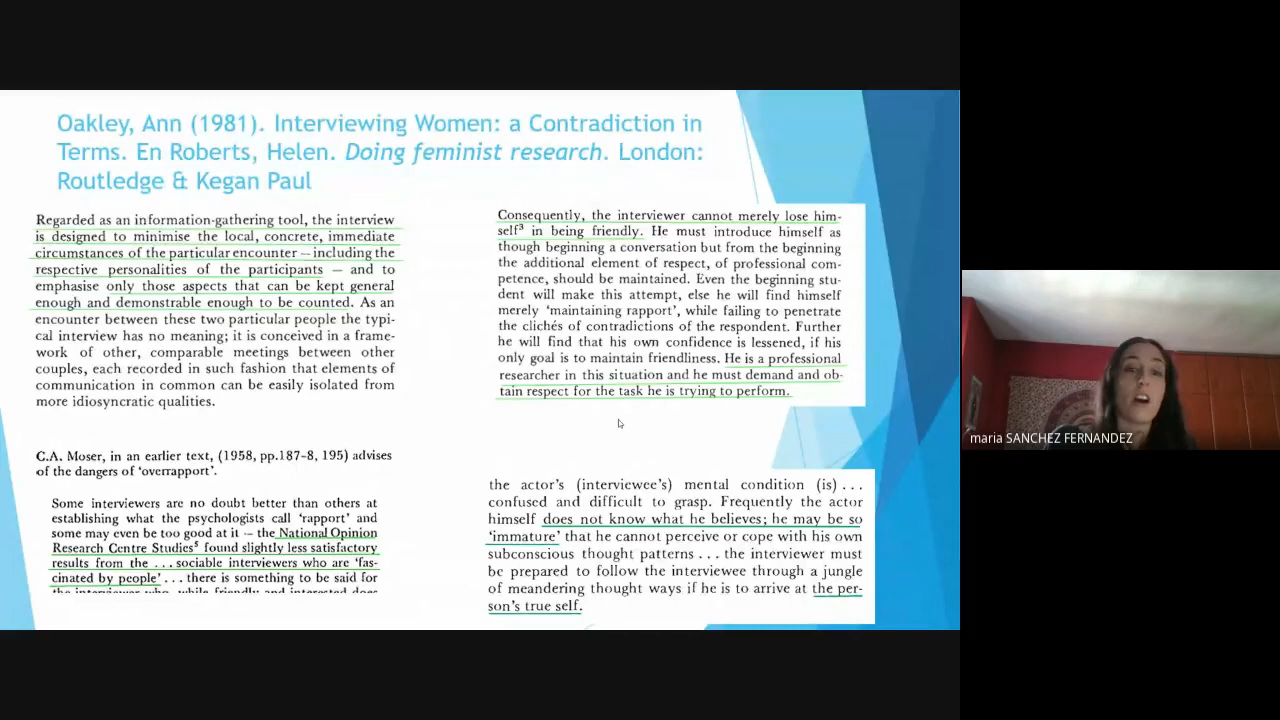 Oakley, Ann (1981). Interviewing Women: a Contradiction in
Terms. En Roberts, Helen. Doing feminist research. London:
Routledge & Kegan Paul
Regarded as an information-gathering tool, the interview
is designed to minimise the local, concrete, immediate
circumstances of the particular encounter – including the
respective personalities of the participants – and to
emphasise only those aspects that can be kept general
enough and demonstrable enough to be counted. As an
encounter between these two particular people the typi-
cal interview has no meaning; it is conceived in a frame-
work of other, comparable meetings between other
couples, each recorded in such fashion that elements of
communication in common can be easily isolated from
more idiosyncratic qualities.
C.A. Moser, in an earlier text, (1958, pp.187–8, 195) advises
of the dangers of 'overrapport'.
Some interviewers are no doubt better than others at
establishing what the psychologists call 'rapport' and
some may even be too good at it – the National Opinion
Research Centre Studies⁵ found slightly less satisfactory
results from the ... sociable interviewers who are 'fas-
cinated by people' ... there is something to be said for
the interviewer who, while friendly and interested does
Consequently, the interviewer cannot merely lose him-
self³ in being friendly. He must introduce himself as
though beginning a conversation but from the beginning
the additional element of respect, of professional com-
petence, should be maintained. Even the beginning stu-
dent will make this attempt, else he will find himself
merely 'maintaining rapport', while failing to penetrate
the clichés of contradictions of the respondent. Further
he will find that his own confidence is lessened, if his
only goal is to maintain friendliness. He is a professional
researcher in this situation and he must demand and ob-
tain respect for the task he is trying to perform.
the actor's (interviewee's) mental condition (is) ...
confused and difficult to grasp. Frequently the actor
himself does not know what he believes; he may be so
'immature' that he cannot perceive or cope with his own
subconscious thought patterns ... the interviewer must
be prepared to follow the interviewee through a jungle
of meandering thought ways if he is to arrive at the per-
son's true self.
maria SANCHEZ FERNANDEZ